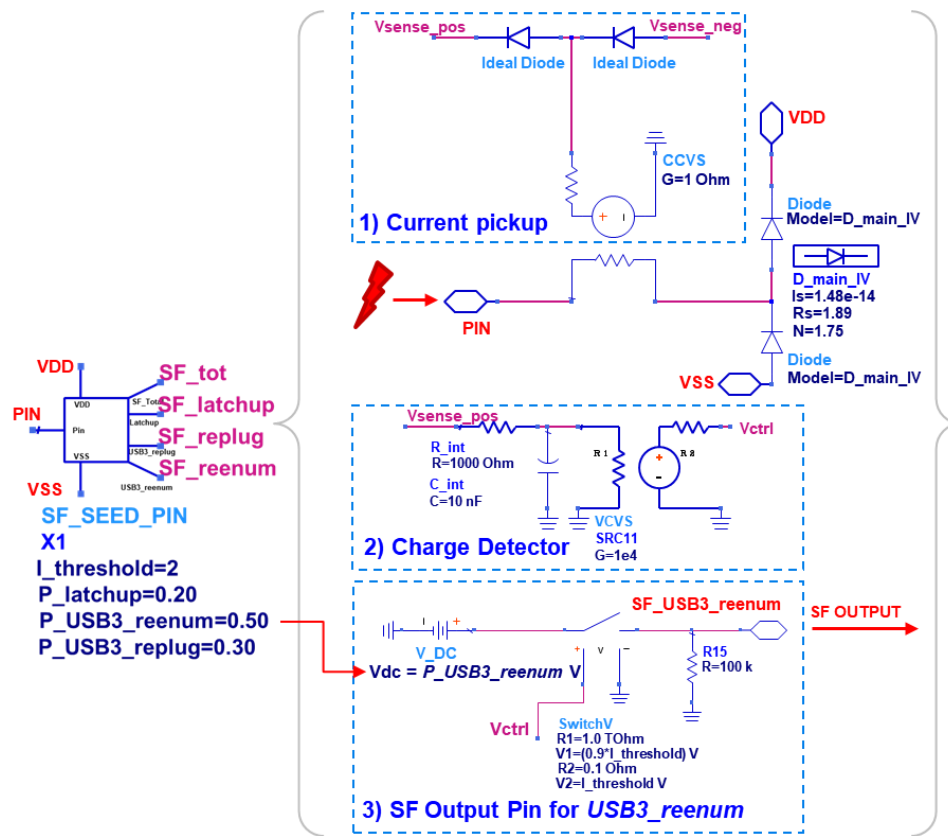 Vsense_pos
Vsense_neg
Ideal Diode
Ideal Diode
CCVS
G=1 Ohm
+
1) Current pickup
VDD
Diode
Model=D_main_IV
D_main_IV
Is=1.48e-14
Rs=1.89
N=1.75
PIN
Diode
Model=D_main_IV
VSS
VDD
SF_tot
VDD
SF_Total
SF_latchup
Latchup
PIN
Pin
SF_replug
USB3_replug
VSS
SF_reenum
USB3_reenum
VSS
SF_SEED_PIN
X1
I_threshold=2
P_latchup=0.20
P_USB3_reenum=0.50
P_USB3_replug=0.30
Vsense_pos
Vctrl
R_int
R=1000 Ohm
C_int
C=10 nF
R 1
+
-
R 2
VCVS
SRC11
G=1e4
2) Charge Detector
SF_USB3_reenum
SF OUTPUT
+
V_DC
Vdc = P_USB3_reenum V
+ v –
R15
R=100 k
Vctrl
SwitchV
R1=1.0 TOhm
V1=(0.9*I_threshold) V
R2=0.1 Ohm
V2=I_threshold V
3) SF Output Pin for USB3_reenum